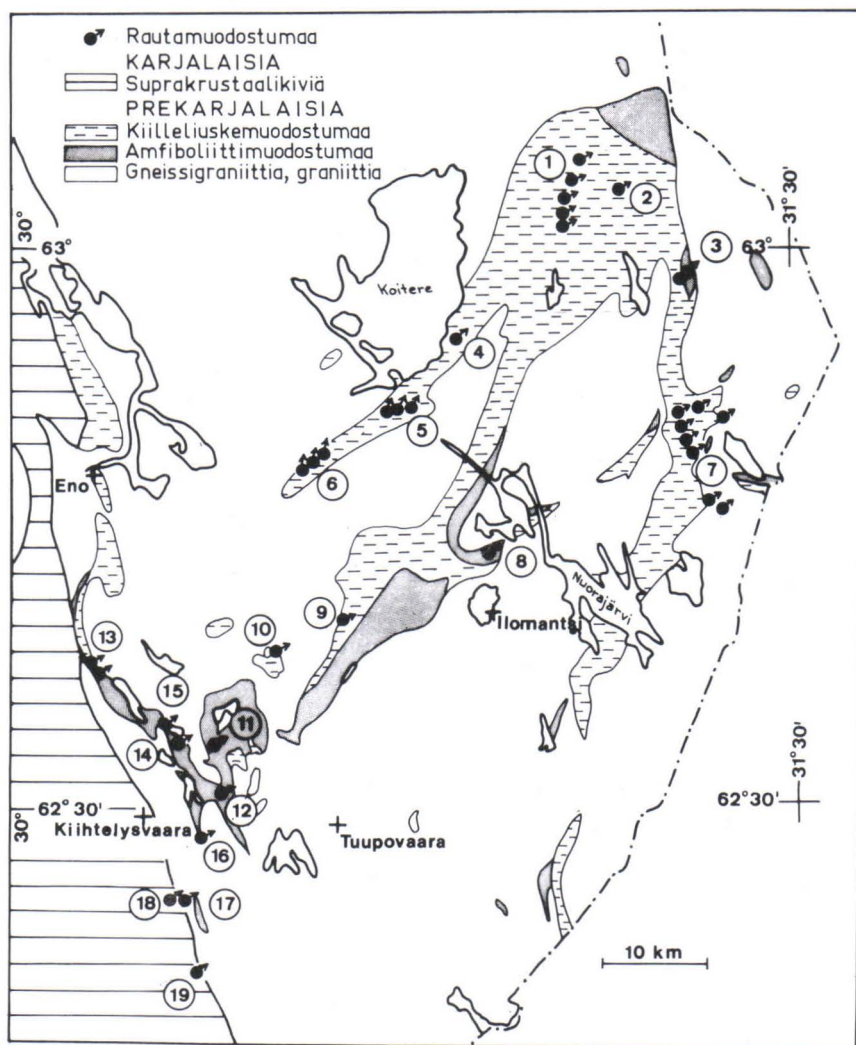 Rautamuodostumaa
KARJALAISIA
Suprakrustaalikiviä
PREKARJALAISIA
Kiilleliuskemuodostumaa
Amfiboliittimuodostumaa
Gneissigraniittia, graniittia
1
2
31°30'
30°
63°
3
63°
Koitere
4
5
6
7
Eno
8
Nuorajärvi
9
Ilomantsi
10
13
15
11
14
31°30'
12
62°30'
62°30'
30°
Kiihtelysvaara
Tuupovaara
16
18
17
10 km
19